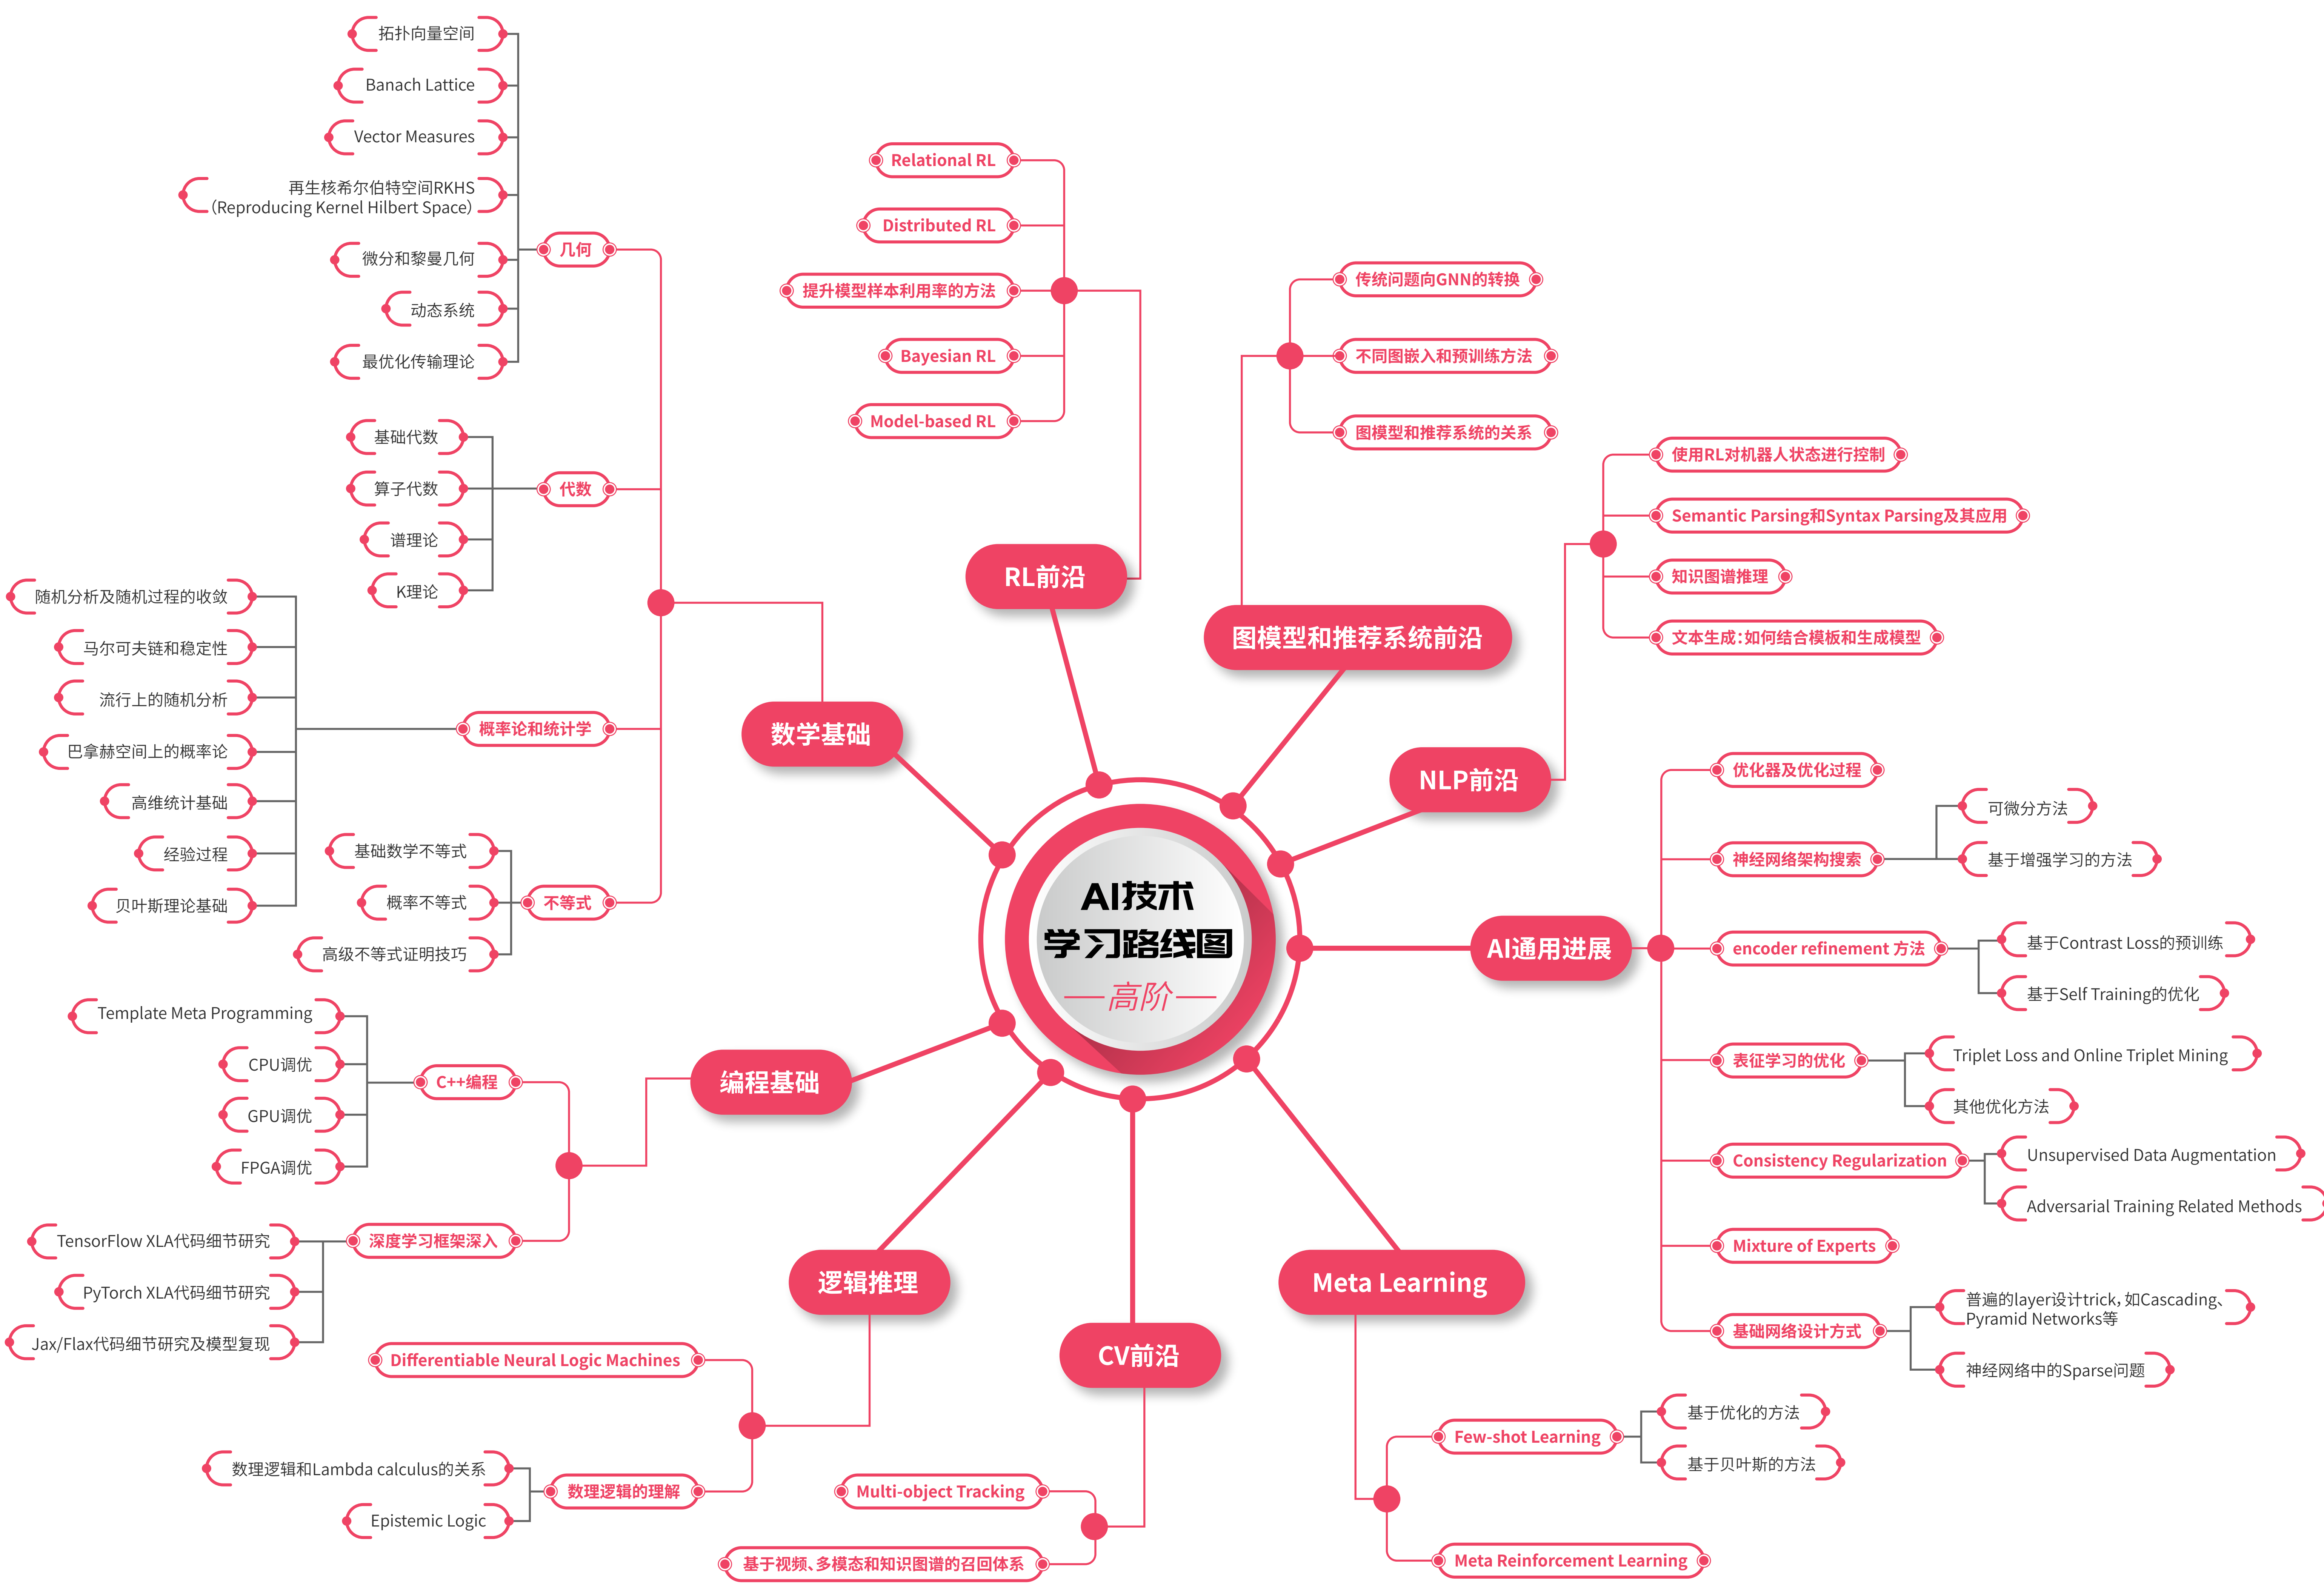 AI技术
学习路线图
高阶
数学基础
几何
拓扑向量空间
Banach Lattice
Vector Measures
再生核希尔伯特空间RKHS
（Reproducing Kernel Hilbert Space）
微分和黎曼几何
动态系统
最优化传输理论
代数
基础代数
算子代数
谱理论
K理论
概率论和统计学
随机分析及随机过程的收敛
马尔可夫链和稳定性
流行上的随机分析
巴拿赫空间上的概率论
高维统计基础
经验过程
贝叶斯理论基础
不等式
基础数学不等式
概率不等式
高级不等式证明技巧
RL前沿
Relational RL
Distributed RL
提升模型样本利用率的方法
Bayesian RL
Model-based RL
图模型和推荐系统前沿
传统问题向GNN的转换
不同图嵌入和预训练方法
图模型和推荐系统的关系
NLP前沿
使用RL对机器人状态进行控制
Semantic Parsing和Syntax Parsing及其应用
知识图谱推理
文本生成：如何结合模板和生成模型
AI通用进展
优化器及优化过程
神经网络架构搜索
可微分方法
基于增强学习的方法
encoder refinement 方法
基于Contrast Loss的预训练
基于Self Training的优化
表征学习的优化
Triplet Loss and Online Triplet Mining
其他优化方法
Consistency Regularization
Unsupervised Data Augmentation
Adversarial Training Related Methods
Mixture of Experts
基础网络设计方式
普遍的layer设计trick，如Cascading、
Pyramid Networks等
神经网络中的Sparse问题
Meta Learning
Few-shot Learning
基于优化的方法
基于贝叶斯的方法
Meta Reinforcement Learning
CV前沿
Multi-object Tracking
基于视频、多模态和知识图谱的召回体系
逻辑推理
Differentiable Neural Logic Machines
数理逻辑的理解
数理逻辑和Lambda calculus的关系
Epistemic Logic
编程基础
C++编程
Template Meta Programming
CPU调优
GPU调优
FPGA调优
深度学习框架深入
TensorFlow XLA代码细节研究
PyTorch XLA代码细节研究
Jax/Flax代码细节研究及模型复现